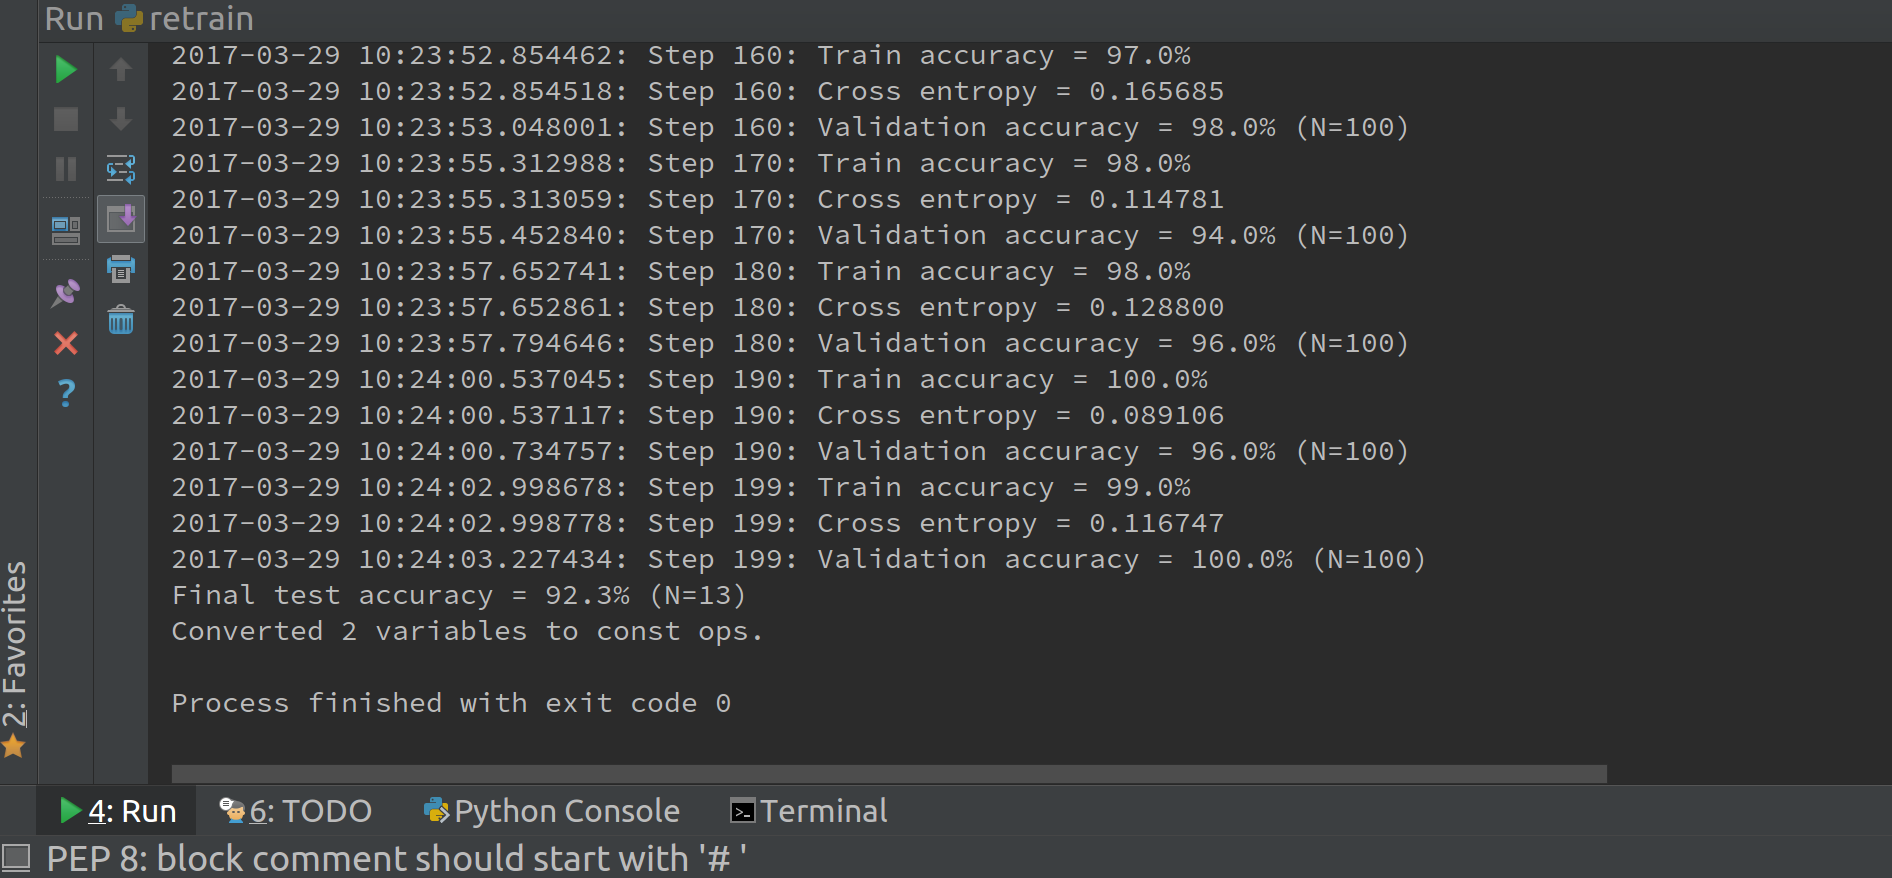 Run retrain
2017-03-29 10:23:52.854462: Step 160: Train accuracy = 97.0%
2017-03-29 10:23:52.854518: Step 160: Cross entropy = 0.165685
2017-03-29 10:23:53.048001: Step 160: Validation accuracy = 98.0% (N=100)
2017-03-29 10:23:55.312988: Step 170: Train accuracy = 98.0%
2017-03-29 10:23:55.313059: Step 170: Cross entropy = 0.114781
2017-03-29 10:23:55.452840: Step 170: Validation accuracy = 94.0% (N=100)
2017-03-29 10:23:57.652741: Step 180: Train accuracy = 98.0%
2017-03-29 10:23:57.652861: Step 180: Cross entropy = 0.128800
2017-03-29 10:23:57.794646: Step 180: Validation accuracy = 96.0% (N=100)
2017-03-29 10:24:00.537045: Step 190: Train accuracy = 100.0%
2017-03-29 10:24:00.537117: Step 190: Cross entropy = 0.089106
2017-03-29 10:24:00.734757: Step 190: Validation accuracy = 96.0% (N=100)
2017-03-29 10:24:02.998678: Step 199: Train accuracy = 99.0%
2017-03-29 10:24:02.998778: Step 199: Cross entropy = 0.116747
2017-03-29 10:24:03.227434: Step 199: Validation accuracy = 100.0% (N=100)
Final test accuracy = 92.3% (N=13)
Converted 2 variables to const ops.
Process finished with exit code 0
2: Favorites
4: Run 6: TODO Python Console Terminal
PEP 8: block comment should start with '# '